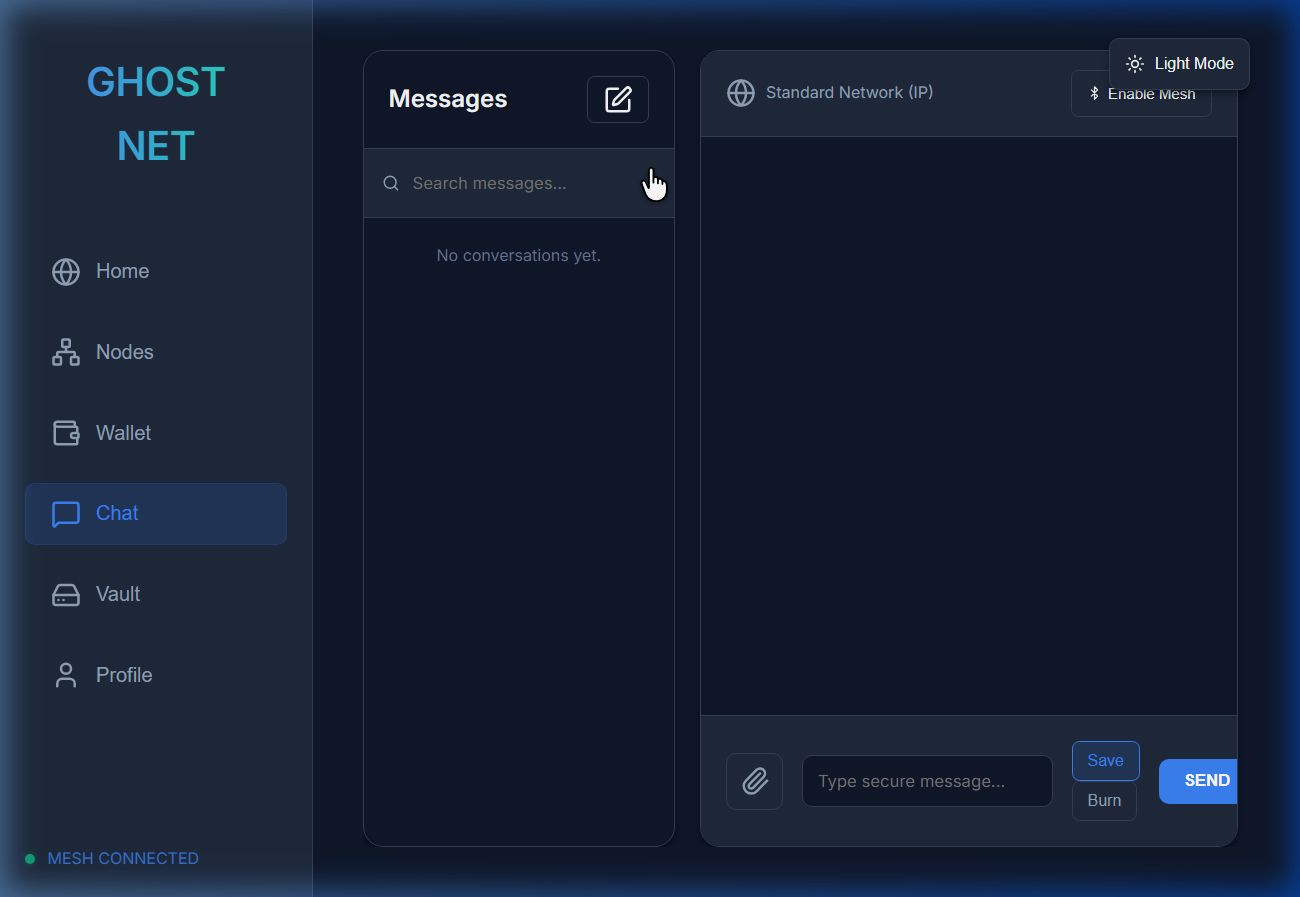 GHOST
NET
Home
Nodes
Wallet
Chat
Vault
Profile
MESH CONNECTED
Messages
Search messages...
No conversations yet.
Standard Network (IP)
Light Mode
Enable Mesh
Type secure message...
Save
Burn
SEND